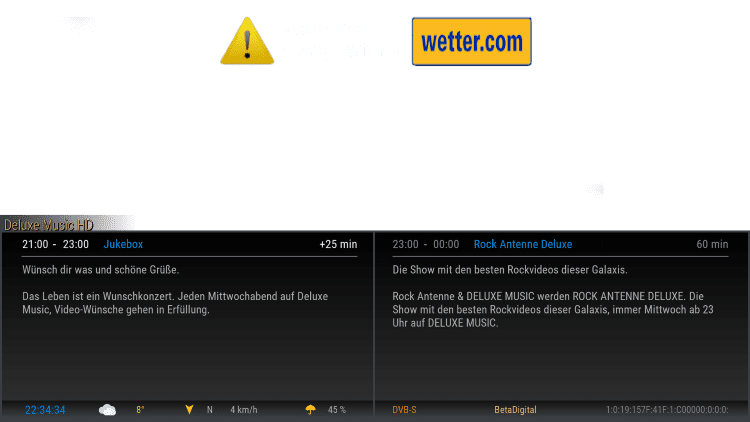 wetter.com
Deluxe Music HD
21:00 - 23:00 Jukebox +25 min
Wünsch dir was und schöne Grüße.
Das Leben ist ein Wunschkonzert. Jeden Mittwochabend auf Deluxe
Music, Video-Wünsche gehen in Erfüllung.
23:00 - 00:00 Rock Antenne Deluxe 60 min
Die Show mit den besten Rockvideos dieser Galaxis.
Rock Antenne & DELUXE MUSIC werden ROCK ANTENNE DELUXE. Die
Show mit den besten Rockvideos dieser Galaxis, immer Mittwoch ab 23
Uhr auf DELUXE MUSIC.
22:34:34 8° N 4 km/h 45 % DVB-S BetaDigital 1:0:19:157F:41F:1:C00000:0:0:0: